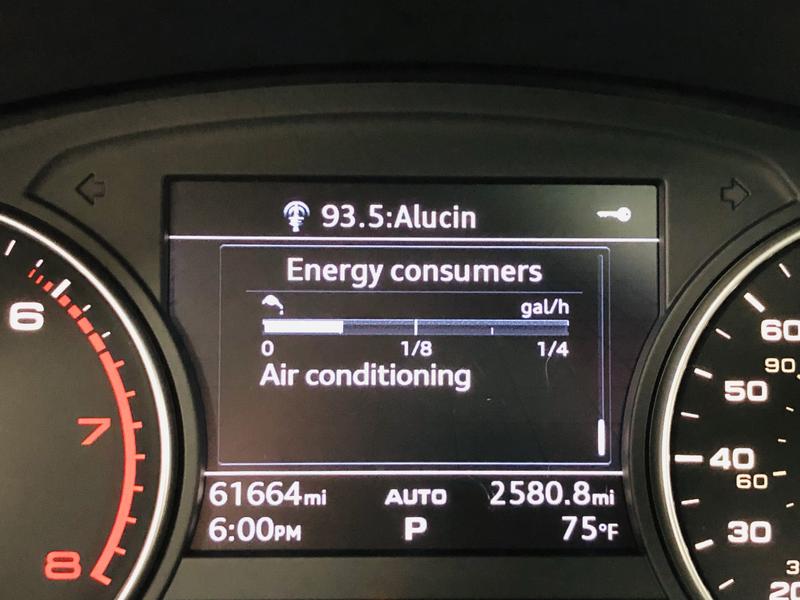 93.5:Alucin
Energy consumers
gal/h
0 1/8 1/4
Air conditioning
61664mi AUTO 2580.8mi
6:00PM P 75°F
6
7
8
60
90
50
40
60
30
20